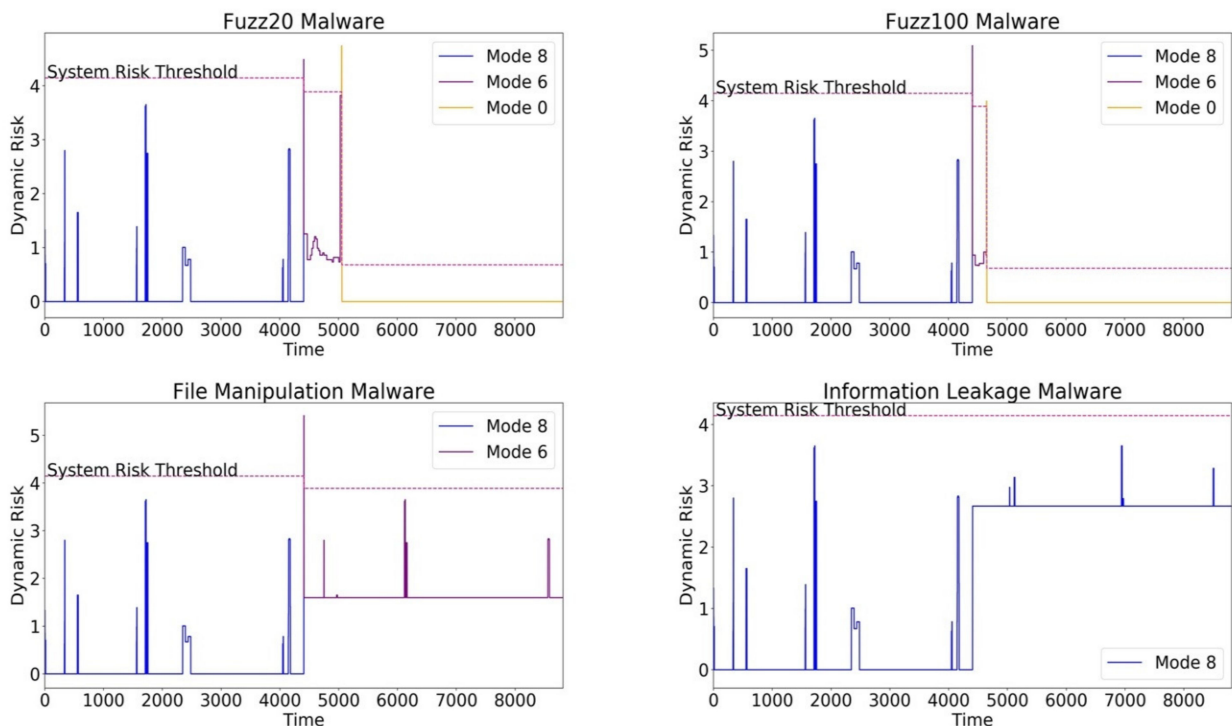 Fuzz20 Malware
System Risk Threshold
Mode 8
Mode 6
Mode 0
Dynamic Risk
4
3
2
1
0
0 1000 2000 3000 4000 5000 6000 7000 8000
Time
Fuzz100 Malware
System Risk Threshold
Mode 8
Mode 6
Mode 0
Dynamic Risk
5
4
3
2
1
0
0 1000 2000 3000 4000 5000 6000 7000 8000
Time
File Manipulation Malware
System Risk Threshold
Mode 8
Mode 6
Dynamic Risk
5
4
3
2
1
0
0 1000 2000 3000 4000 5000 6000 7000 8000
Time
Information Leakage Malware
System Risk Threshold
Dynamic Risk
4
3
2
1
0
Mode 8
0 1000 2000 3000 4000 5000 6000 7000 8000
Time